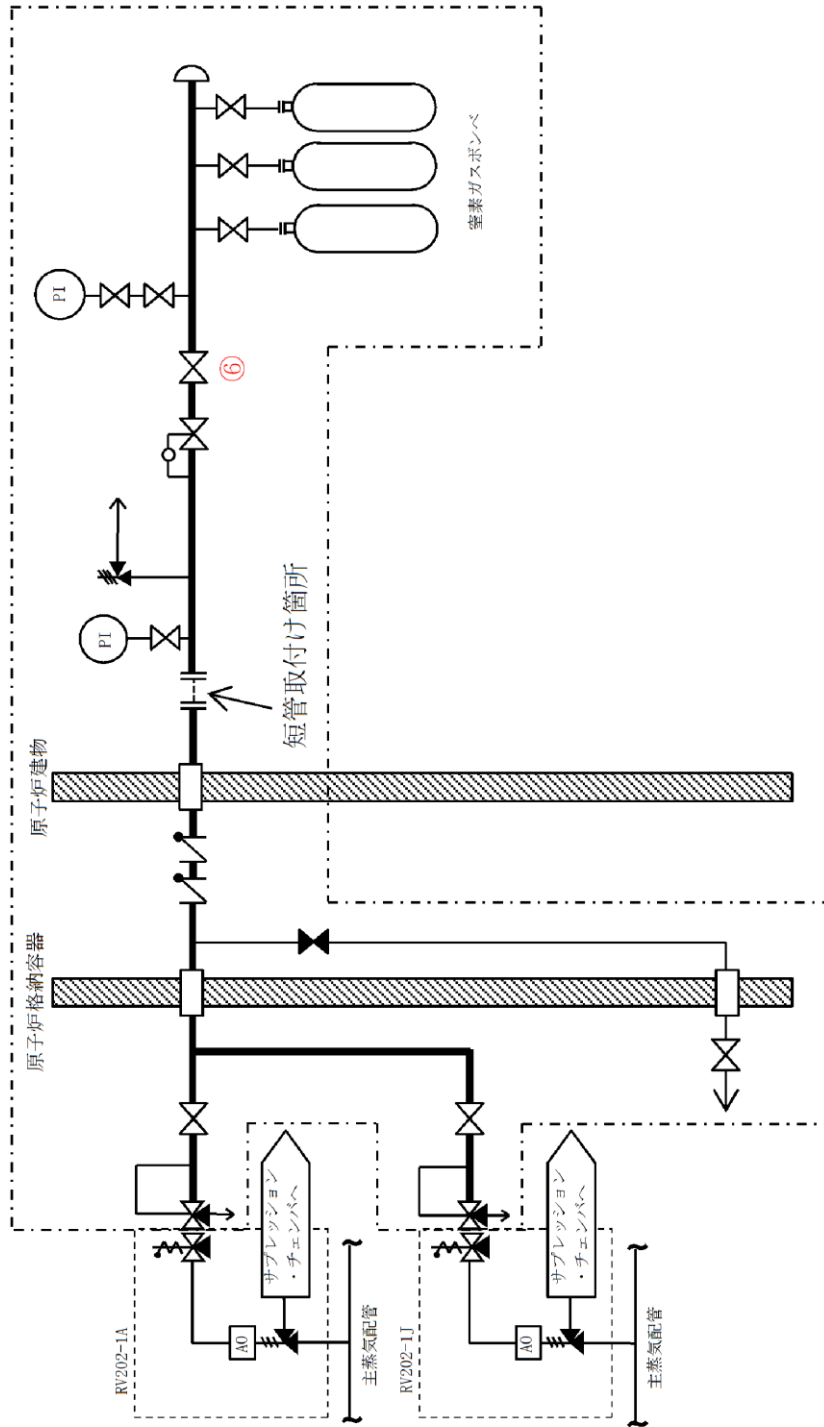 原子炉格納容器
原子炉建物
PI
PI
RV202-1A
⑥
AO
サプレッション
・チェンバへ
短管取付け箇所
主蒸気配管
RV202-1J
窒素ガスボンベ
AO
サプレッション
・チェンバへ
主蒸気配管